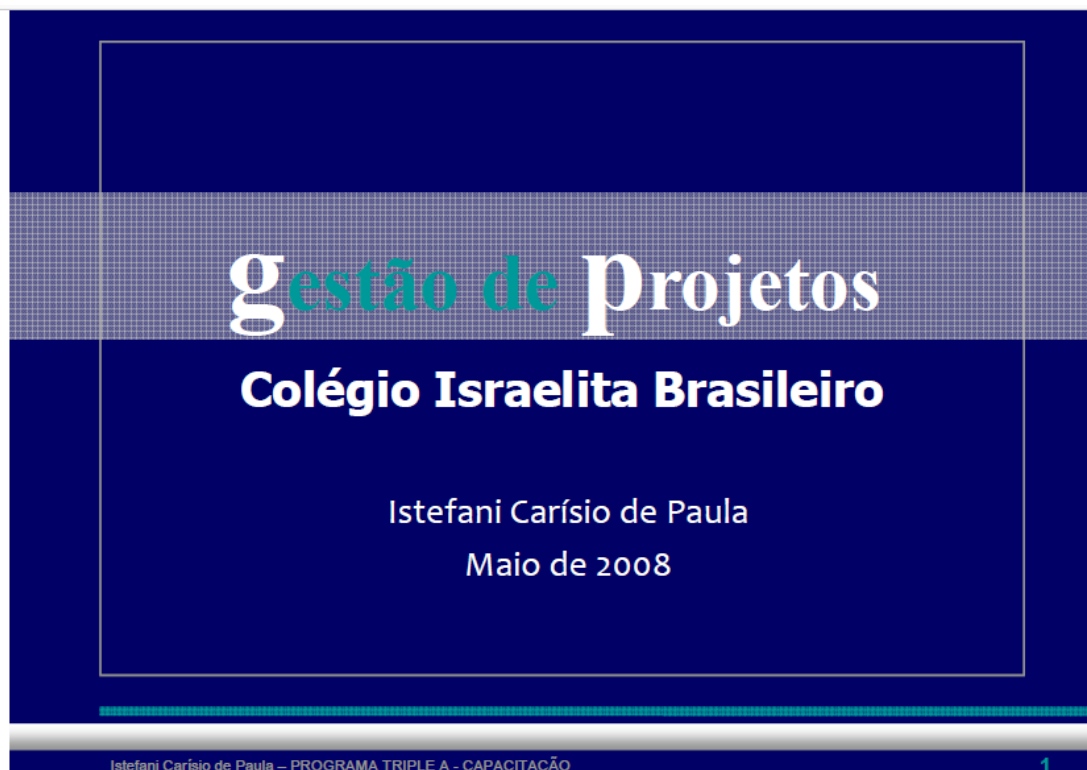 gestão de projetos
Colégio Israelita Brasileiro
Istefani Carísio de Paula
Maio de 2008
Istefani Carísio de Paula – PROGRAMA TRIPLE A - CAPACITAÇÃO 1